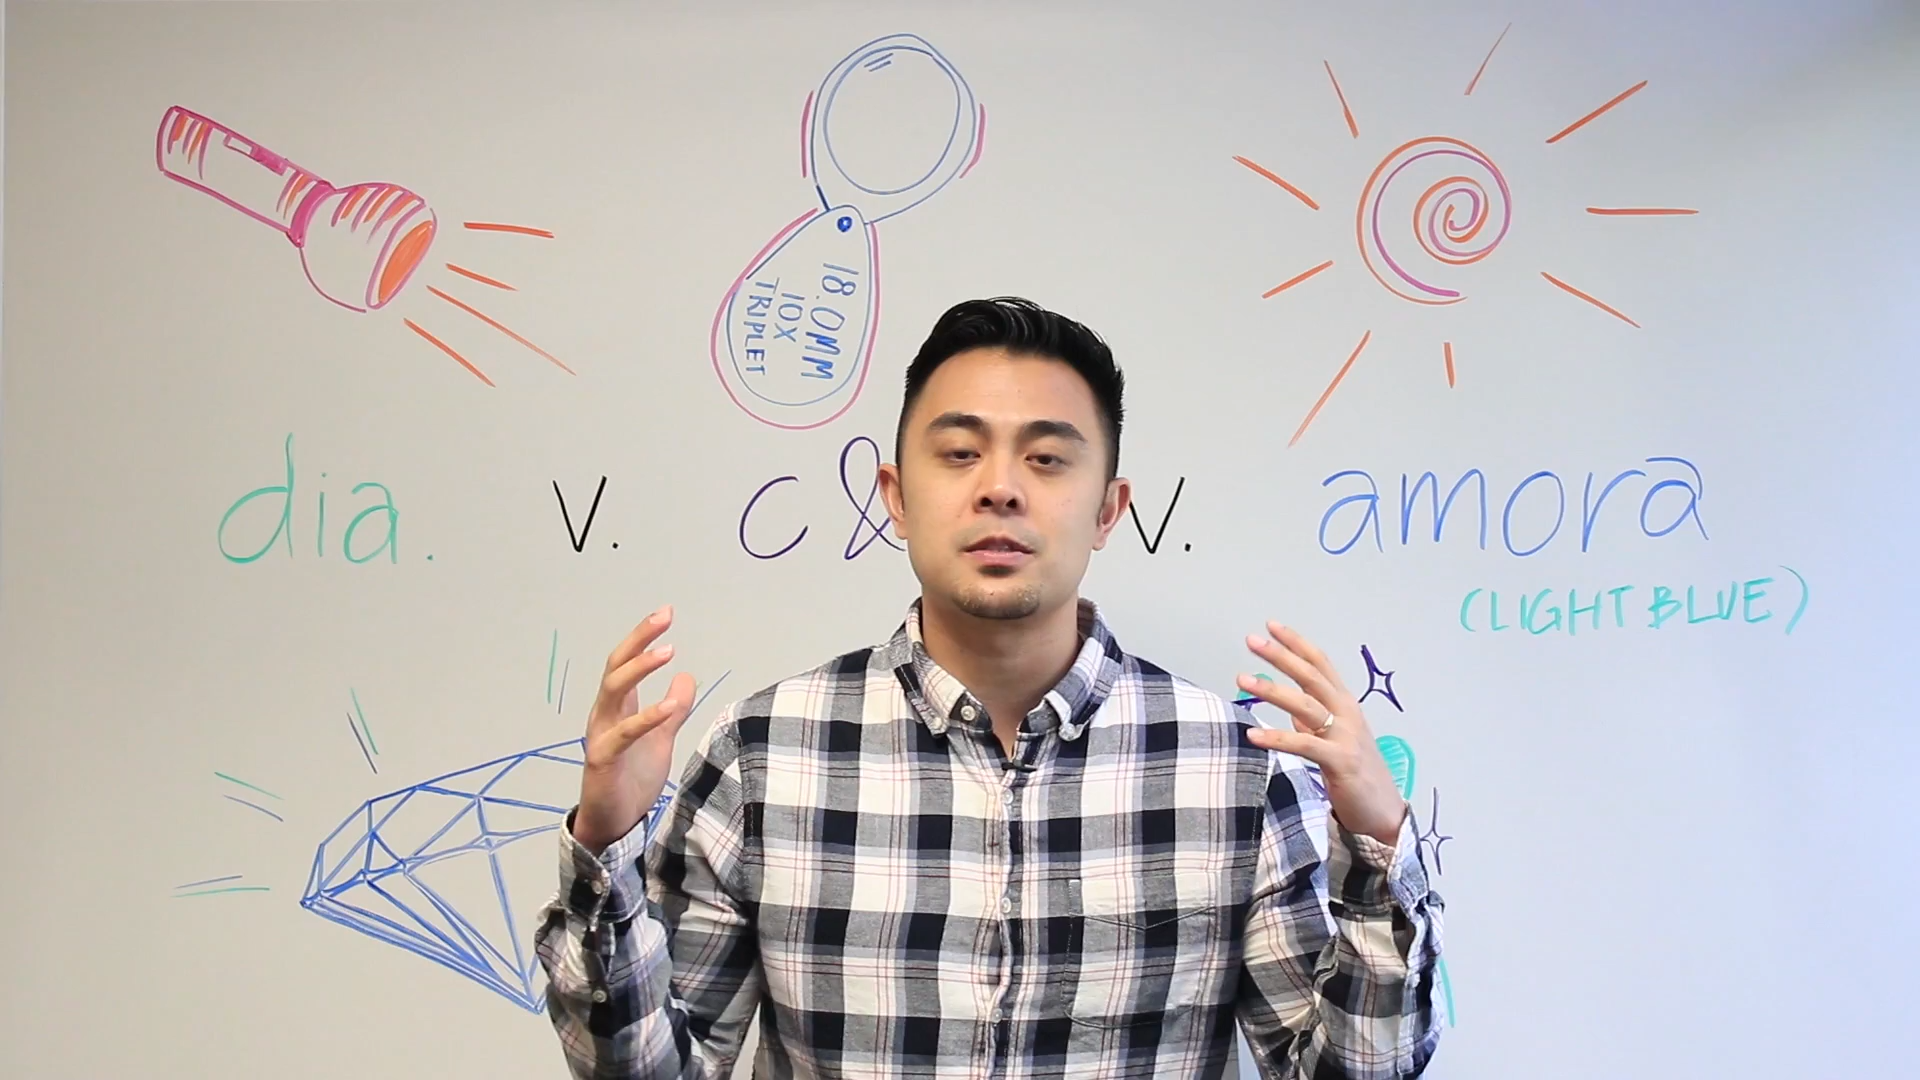 18.0MM
10X
TRIPLET
dia. v. c& v. amora
(LIGHT BLUE)